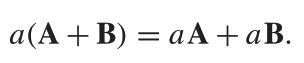 a(A + B) = aA + aB.